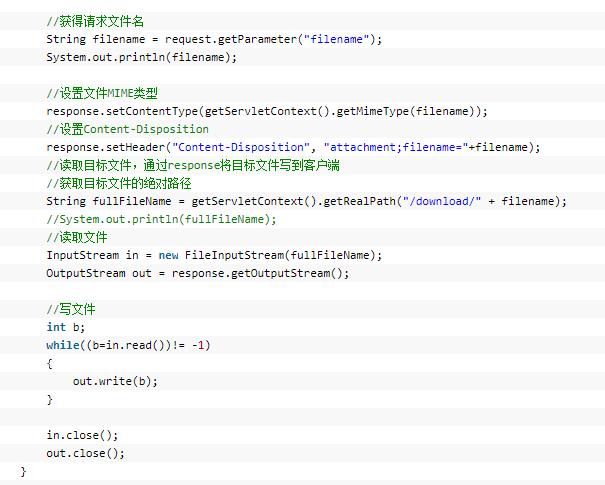 //获得请求文件名
String filename = request.getParameter("filename");
System.out.println(filename);
//设置文件MIME类型
response.setContentType(getServletContext().getMimeType(filename));
//设置Content-Disposition
response.setHeader("Content-Disposition", "attachment;filename="+filename);
//读取目标文件，通过response将目标文件写到客户端
//获取目标文件的绝对路径
String fullFileName = getServletContext().getRealPath("/download/" + filename);
//System.out.println(fullFileName);
//读取文件
InputStream in = new FileInputStream(fullFileName);
OutputStream out = response.getOutputStream();
//写文件
int b;
while((b=in.read())!= -1)
{
out.write(b);
}
in.close();
out.close();
}